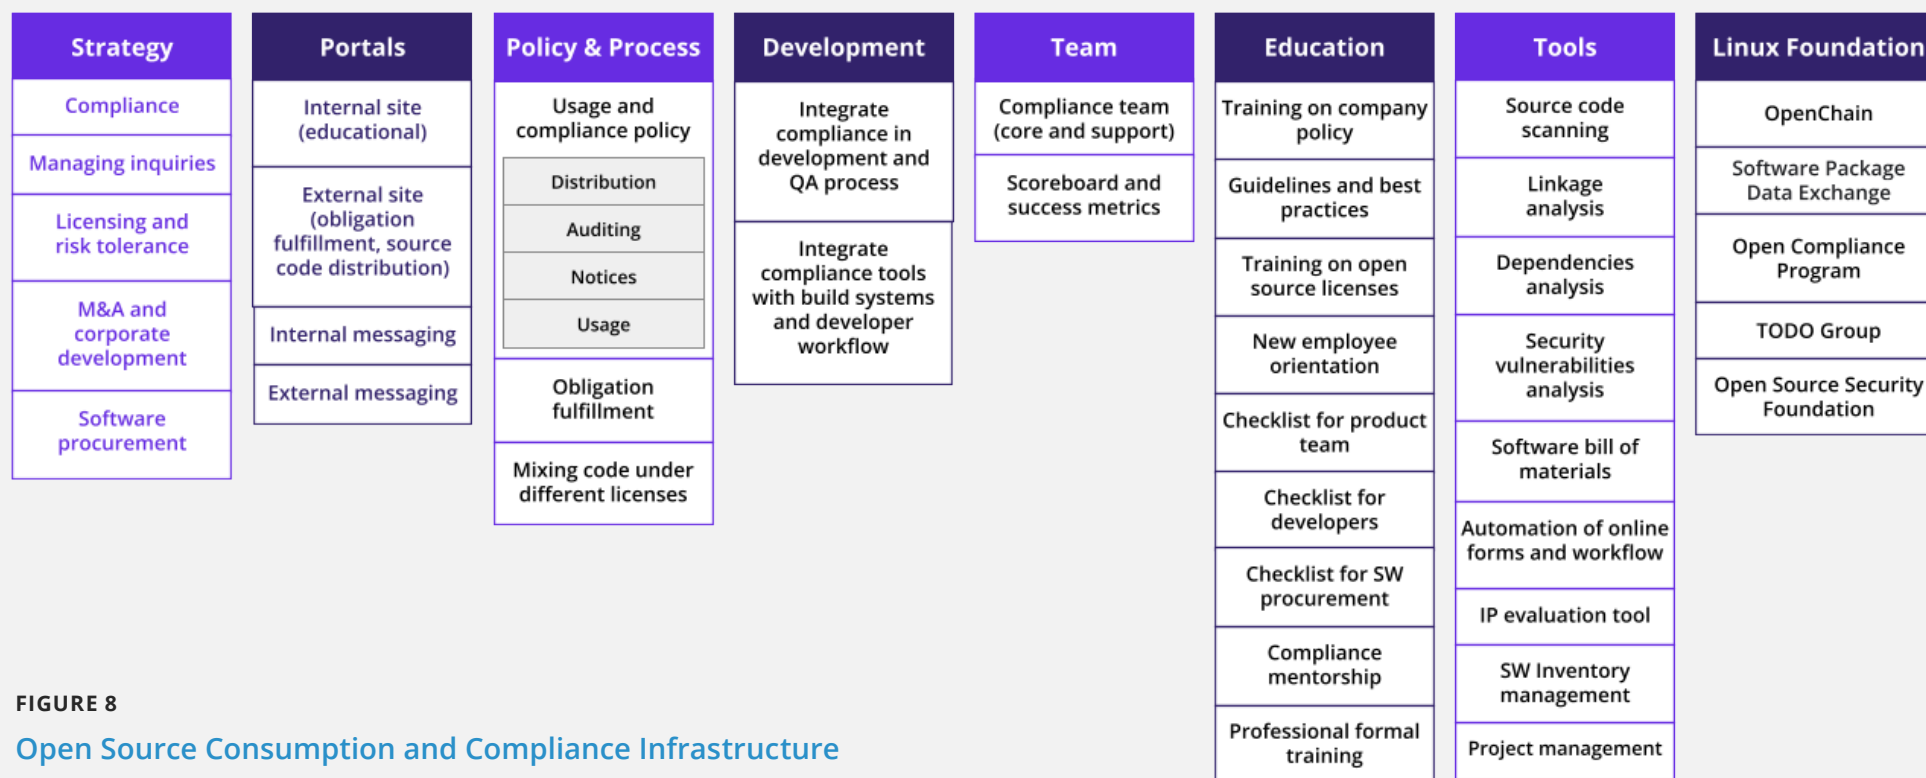 Strategy
Compliance
Managing inquiries
Licensing and
risk tolerance
M&A and
corporate
development
Software
procurement
Portals
Internal site
(educational)
External site
(obligation
fulfillment, source
code distribution)
Internal messaging
External messaging
Policy & Process
Usage and
compliance policy
Distribution
Auditing
Notices
Usage
Obligation
fulfillment
Mixing code under
different licenses
Development
Integrate
compliance in
development and
QA process
Integrate
compliance tools
with build systems
and developer
workflow
Team
Compliance team
(core and support)
Scoreboard and
success metrics
Education
Training on company
policy
Guidelines and best
practices
Training on open
source licenses
New employee
orientation
Checklist for product
team
Checklist for
developers
Checklist for SW
procurement
Compliance
mentorship
Professional formal
training
Tools
Source code
scanning
Linkage
analysis
Dependencies
analysis
Security
vulnerabilities
analysis
Software bill of
materials
Automation of online
forms and workflow
IP evaluation tool
SW Inventory
management
Project management
Linux Foundation
OpenChain
Software Package
Data Exchange
Open Compliance
Program
TODO Group
Open Source Security
Foundation
FIGURE 8
Open Source Consumption and Compliance Infrastructure